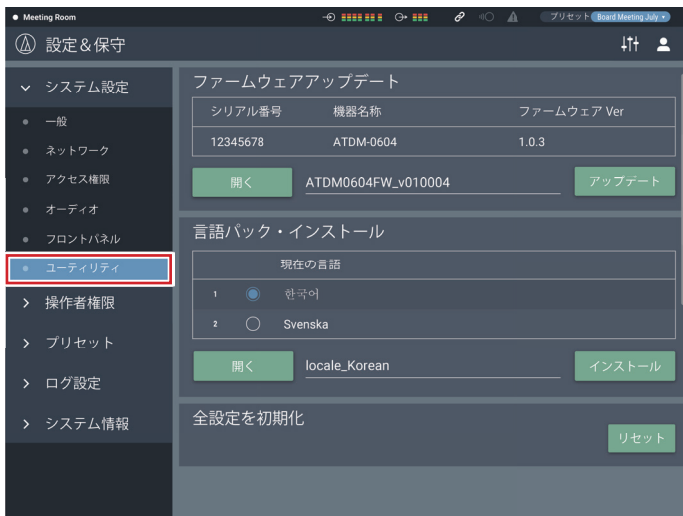 Meeting Room
プリセット Board Meeting July
設定&保守
システム設定
一般
ネットワーク
アクセス権限
オーディオ
フロントパネル
ユーティリティ
操作者権限
プリセット
ログ設定
システム情報
ファームウェアアップデート
シリアル番号 機器名称 ファームウェア Ver
12345678 ATDM-0604 1.0.3
開く ATDM0604FW_v010004 アップデート
言語パック・インストール
現在の言語
1 한국어
2 Svenska
開く locale_Korean インストール
全設定を初期化
リセット